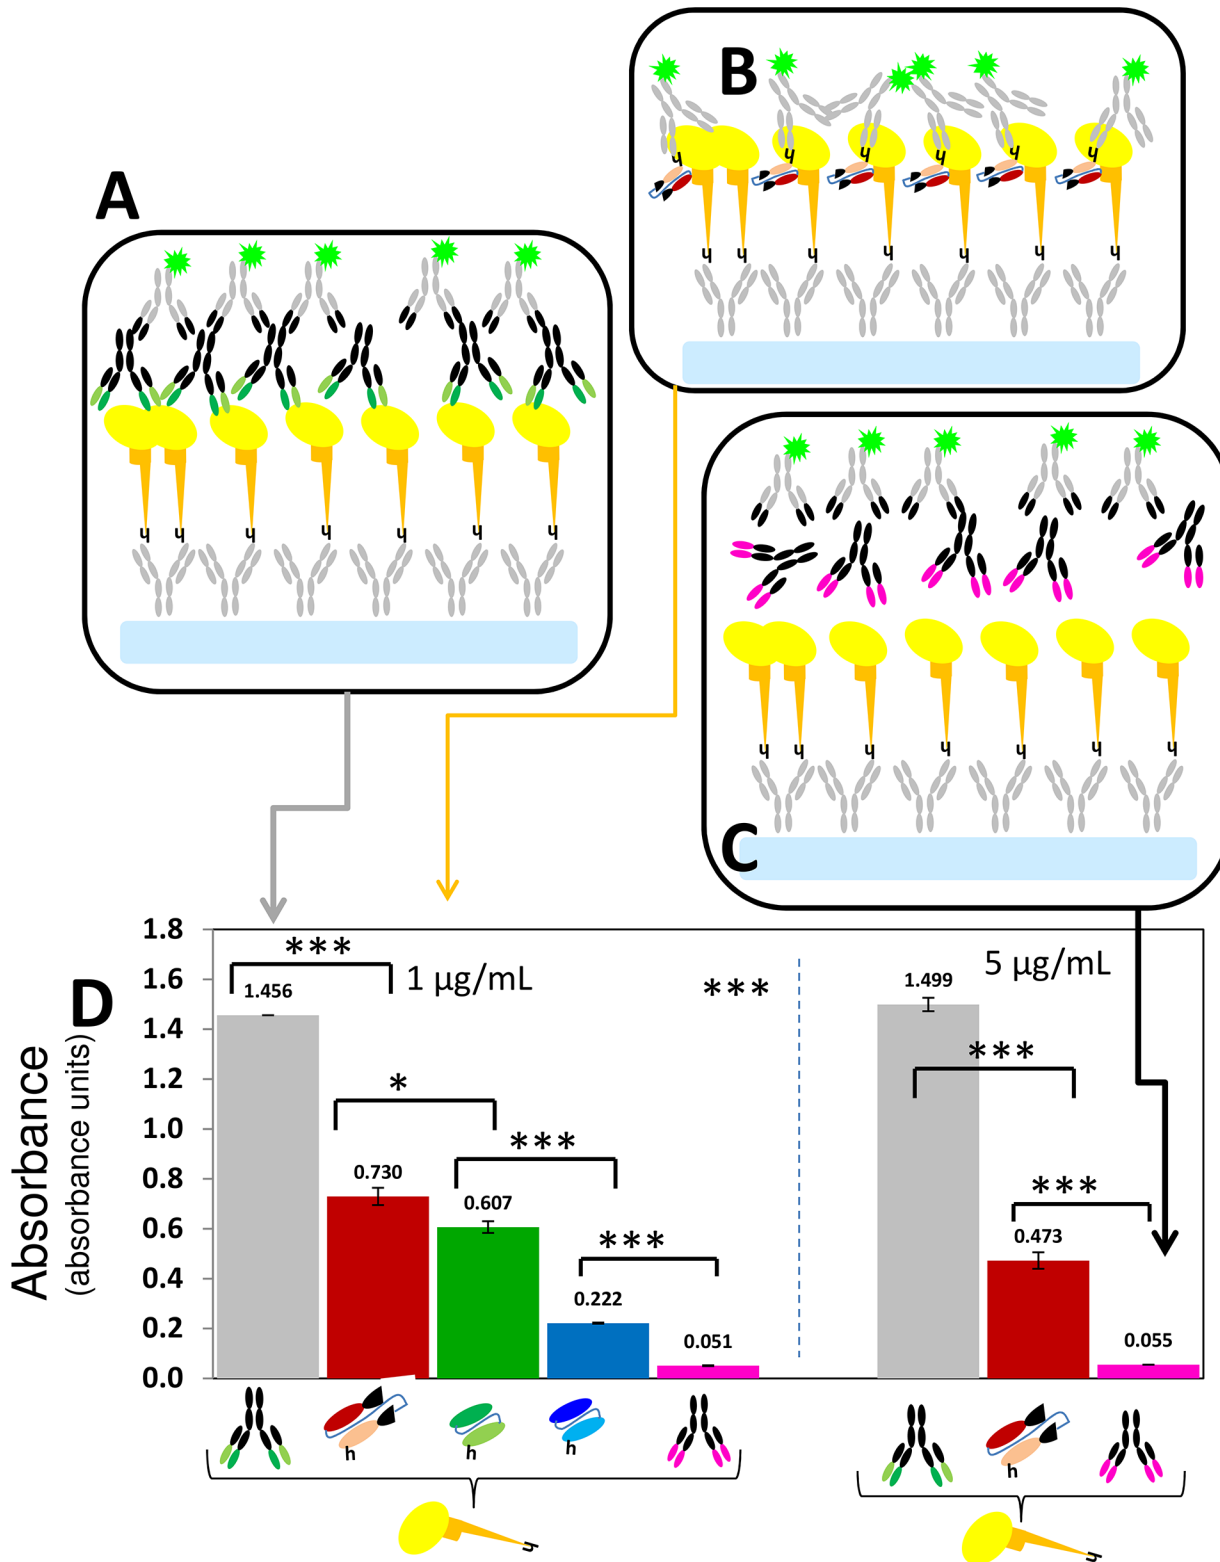 B
h h h h h h
h h h h h h h
A
h h h h h h h
h h h h h h h
C
D
Absorbance
(absorbance units)
1.8
1.6
1.4
1.2
1.0
0.8
0.6
0.4
0.2
0.0
***
1 µg/mL
***
5 µg/mL
1.456
*
0.730
***
0.607
***
0.222
0.051
1.499
***
***
0.473
0.055
h h h h
h h